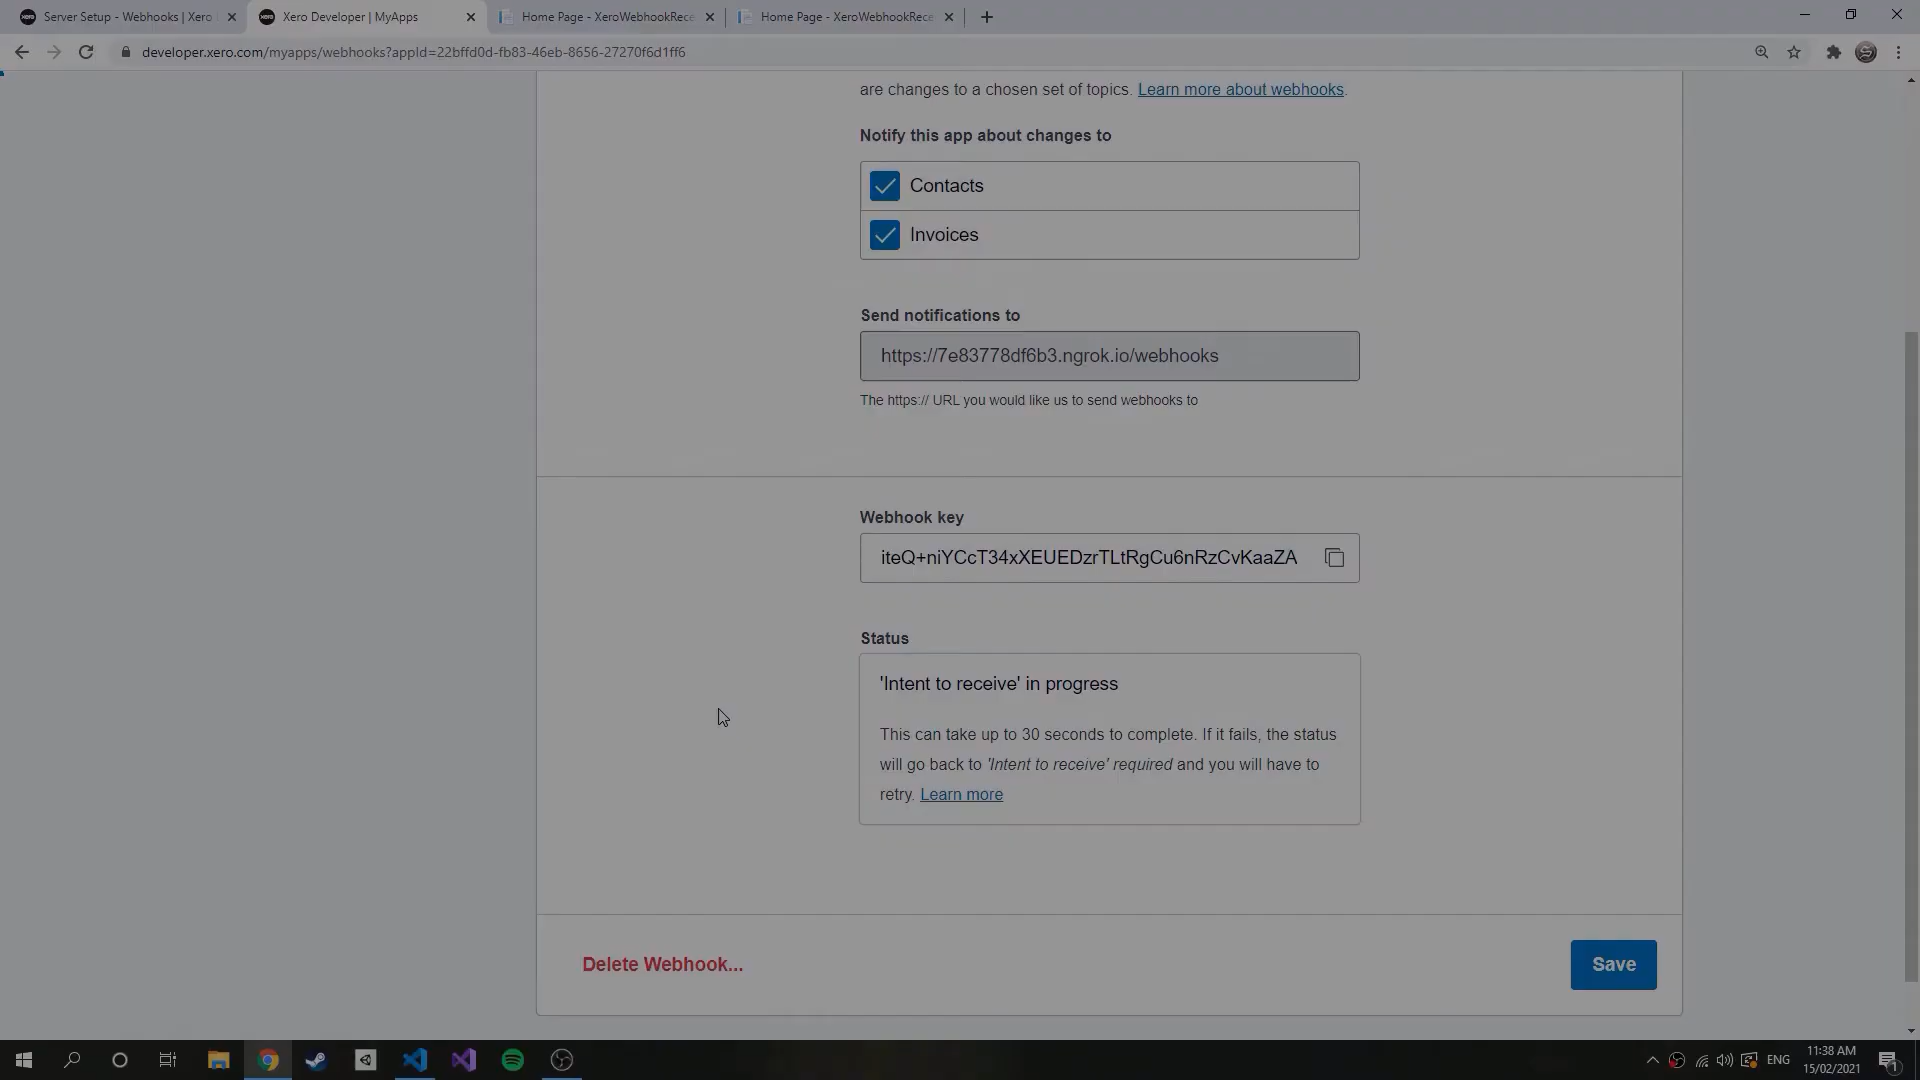 Server Setup - Webhooks | Xero
Xero Developer | MyApps
Home Page - XeroWebhookRece
Home Page - XeroWebhookRece
developer.xero.com/myapps/webhooks?appId=22bffd0d-fb83-46eb-8656-27270f6d1ff6
are changes to a chosen set of topics. Learn more about webhooks.
Notify this app about changes to
Contacts
Invoices
Send notifications to
https://7e83778df6b3.ngrok.io/webhooks
The https:// URL you would like us to send webhooks to
Webhook key
iteQ+niYCcT34xXEUEDzrTLtRgCu6nRzCvKaaZA
Status
'Intent to receive' in progress
This can take up to 30 seconds to complete. If it fails, the status
will go back to 'Intent to receive' required and you will have to
retry. Learn more
Delete Webhook...
Save
ENG
11:38 AM
15/02/2021
1